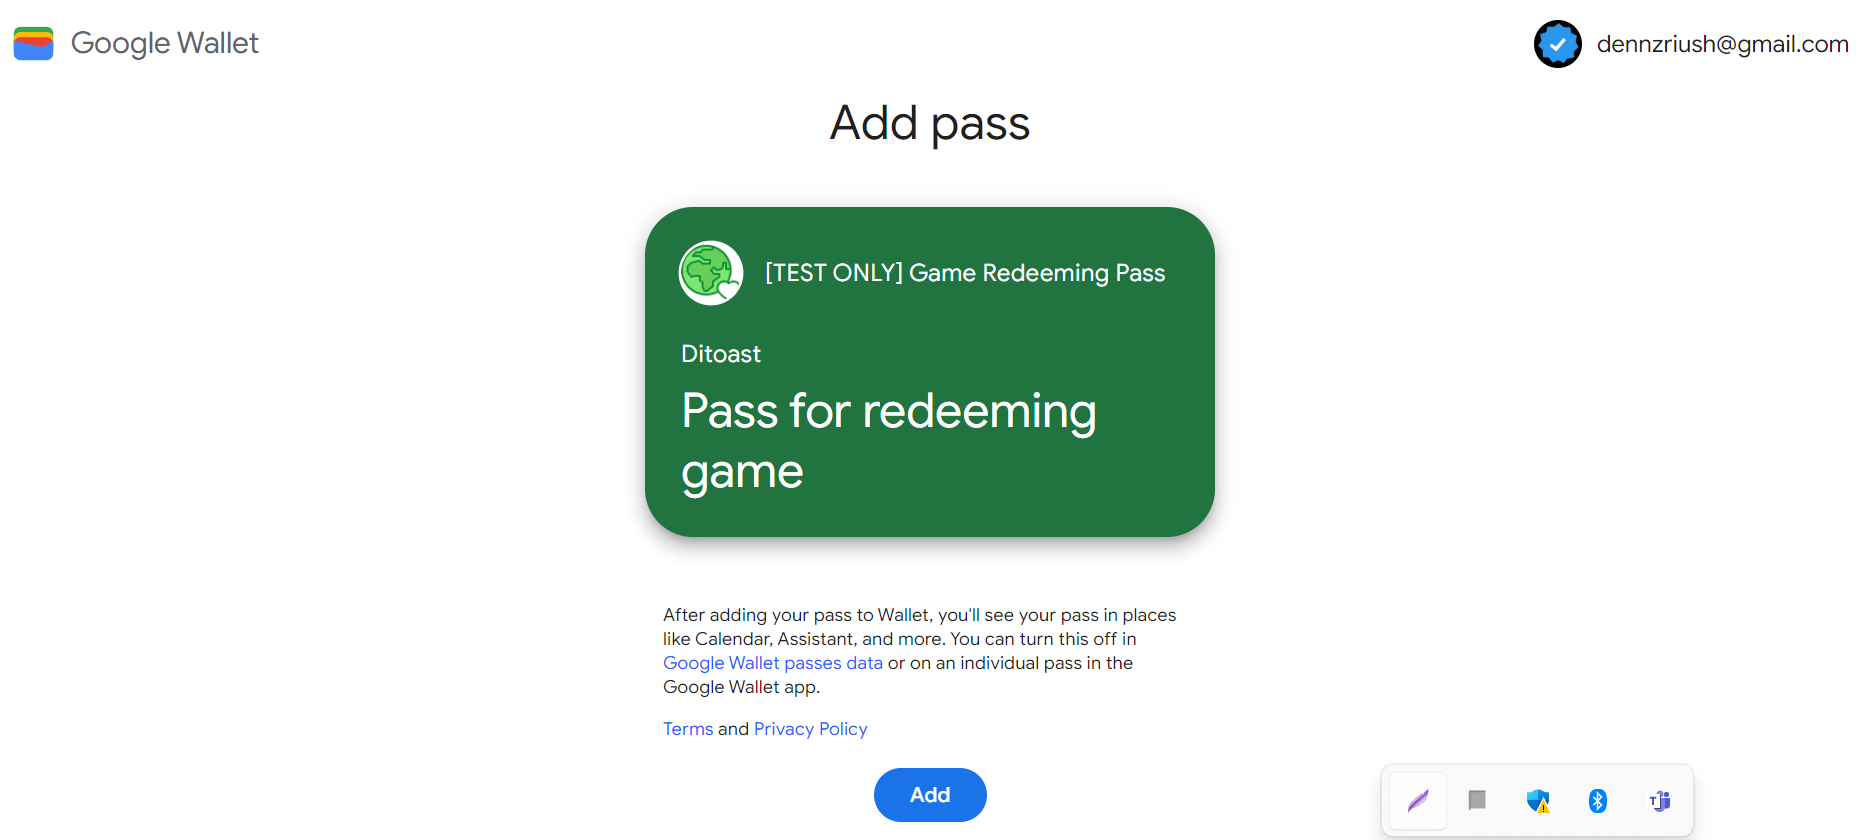 Google Wallet
dennzriush@gmail.com
Add pass
[TEST ONLY] Game Redeeming Pass
Ditoast
Pass for redeeming
game
After adding your pass to Wallet, you'll see your pass in places
like Calendar, Assistant, and more. You can turn this off in
Google Wallet passes data or on an individual pass in the
Google Wallet app.
Terms and Privacy Policy
Add